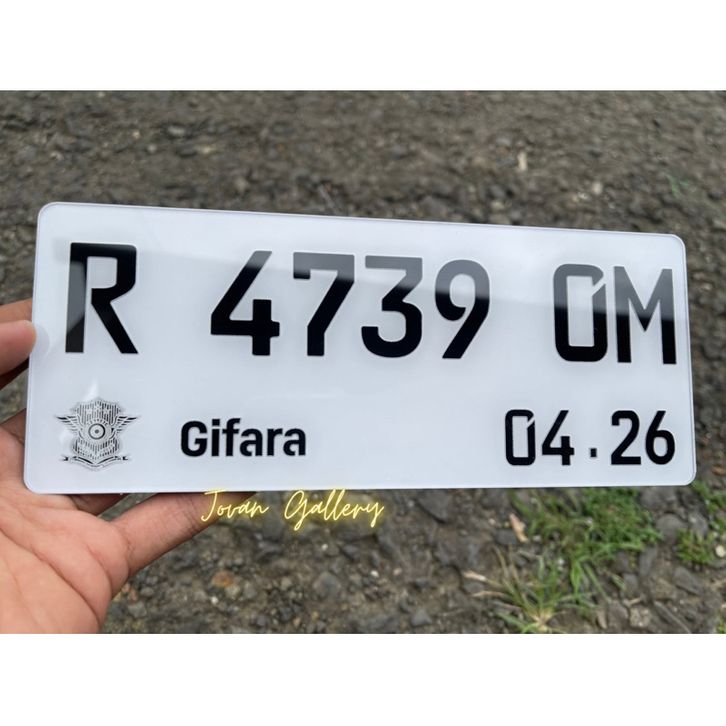 R 4739 OM
Gifara 04.26
Jovan Gallery